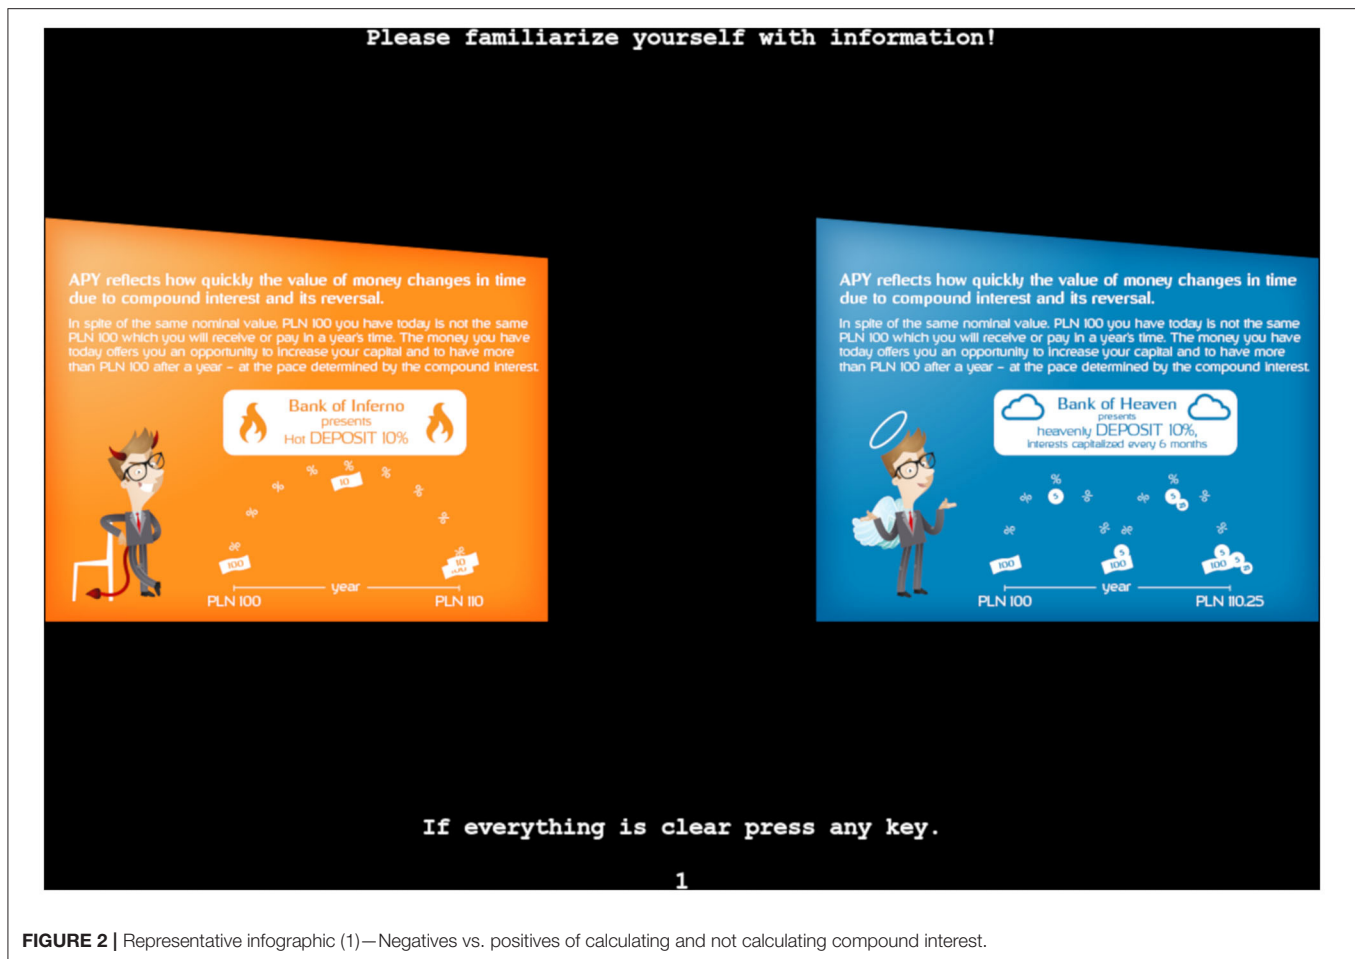 Please familiarize yourself with information!
APY reflects how quickly the value of money changes in time
due to compound interest and its reversal.
In spite of the same nominal value, PLN 100 you have today is not the same
PLN 100 which you will receive or pay in a year's time. The money you have
today offers you an opportunity to increase your capital and to have more
than PLN 100 after a year – at the pace determined by the compound interest.
Bank of Inferno
presents
Hot DEPOSIT 10%
% % %
10
% %
% %
% %
100
10
year
PLN 100 PLN 110
APY reflects how quickly the value of money changes in time
due to compound interest and its reversal.
In spite of the same nominal value. PLN 100 you have today is not the same
PLN 100 which you will receive or pay in a year's time. The money you have
today offers you an opportunity to increase your capital and to have more
than PLN 100 after a year – at the pace determined by the compound interest.
Bank of Heaven
presents
heavenly DEPOSIT 10%,
interests capitalized every 6 months
% %
% 5 % % 5 %
% % % %
5 5 5
100 100 100
year
PLN 100 PLN 110.25
If everything is clear press any key.
1
FIGURE 2 | Representative infographic (1)—Negatives vs. positives of calculating and not calculating compound interest.